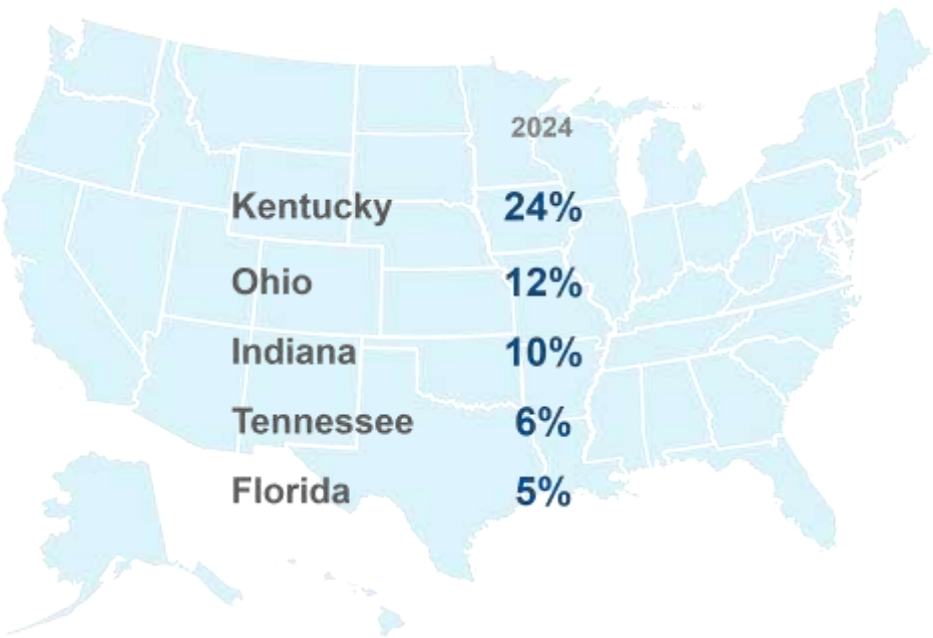 2024
Kentucky 24%
Ohio 12%
Indiana 10%
Tennessee 6%
Florida 5%